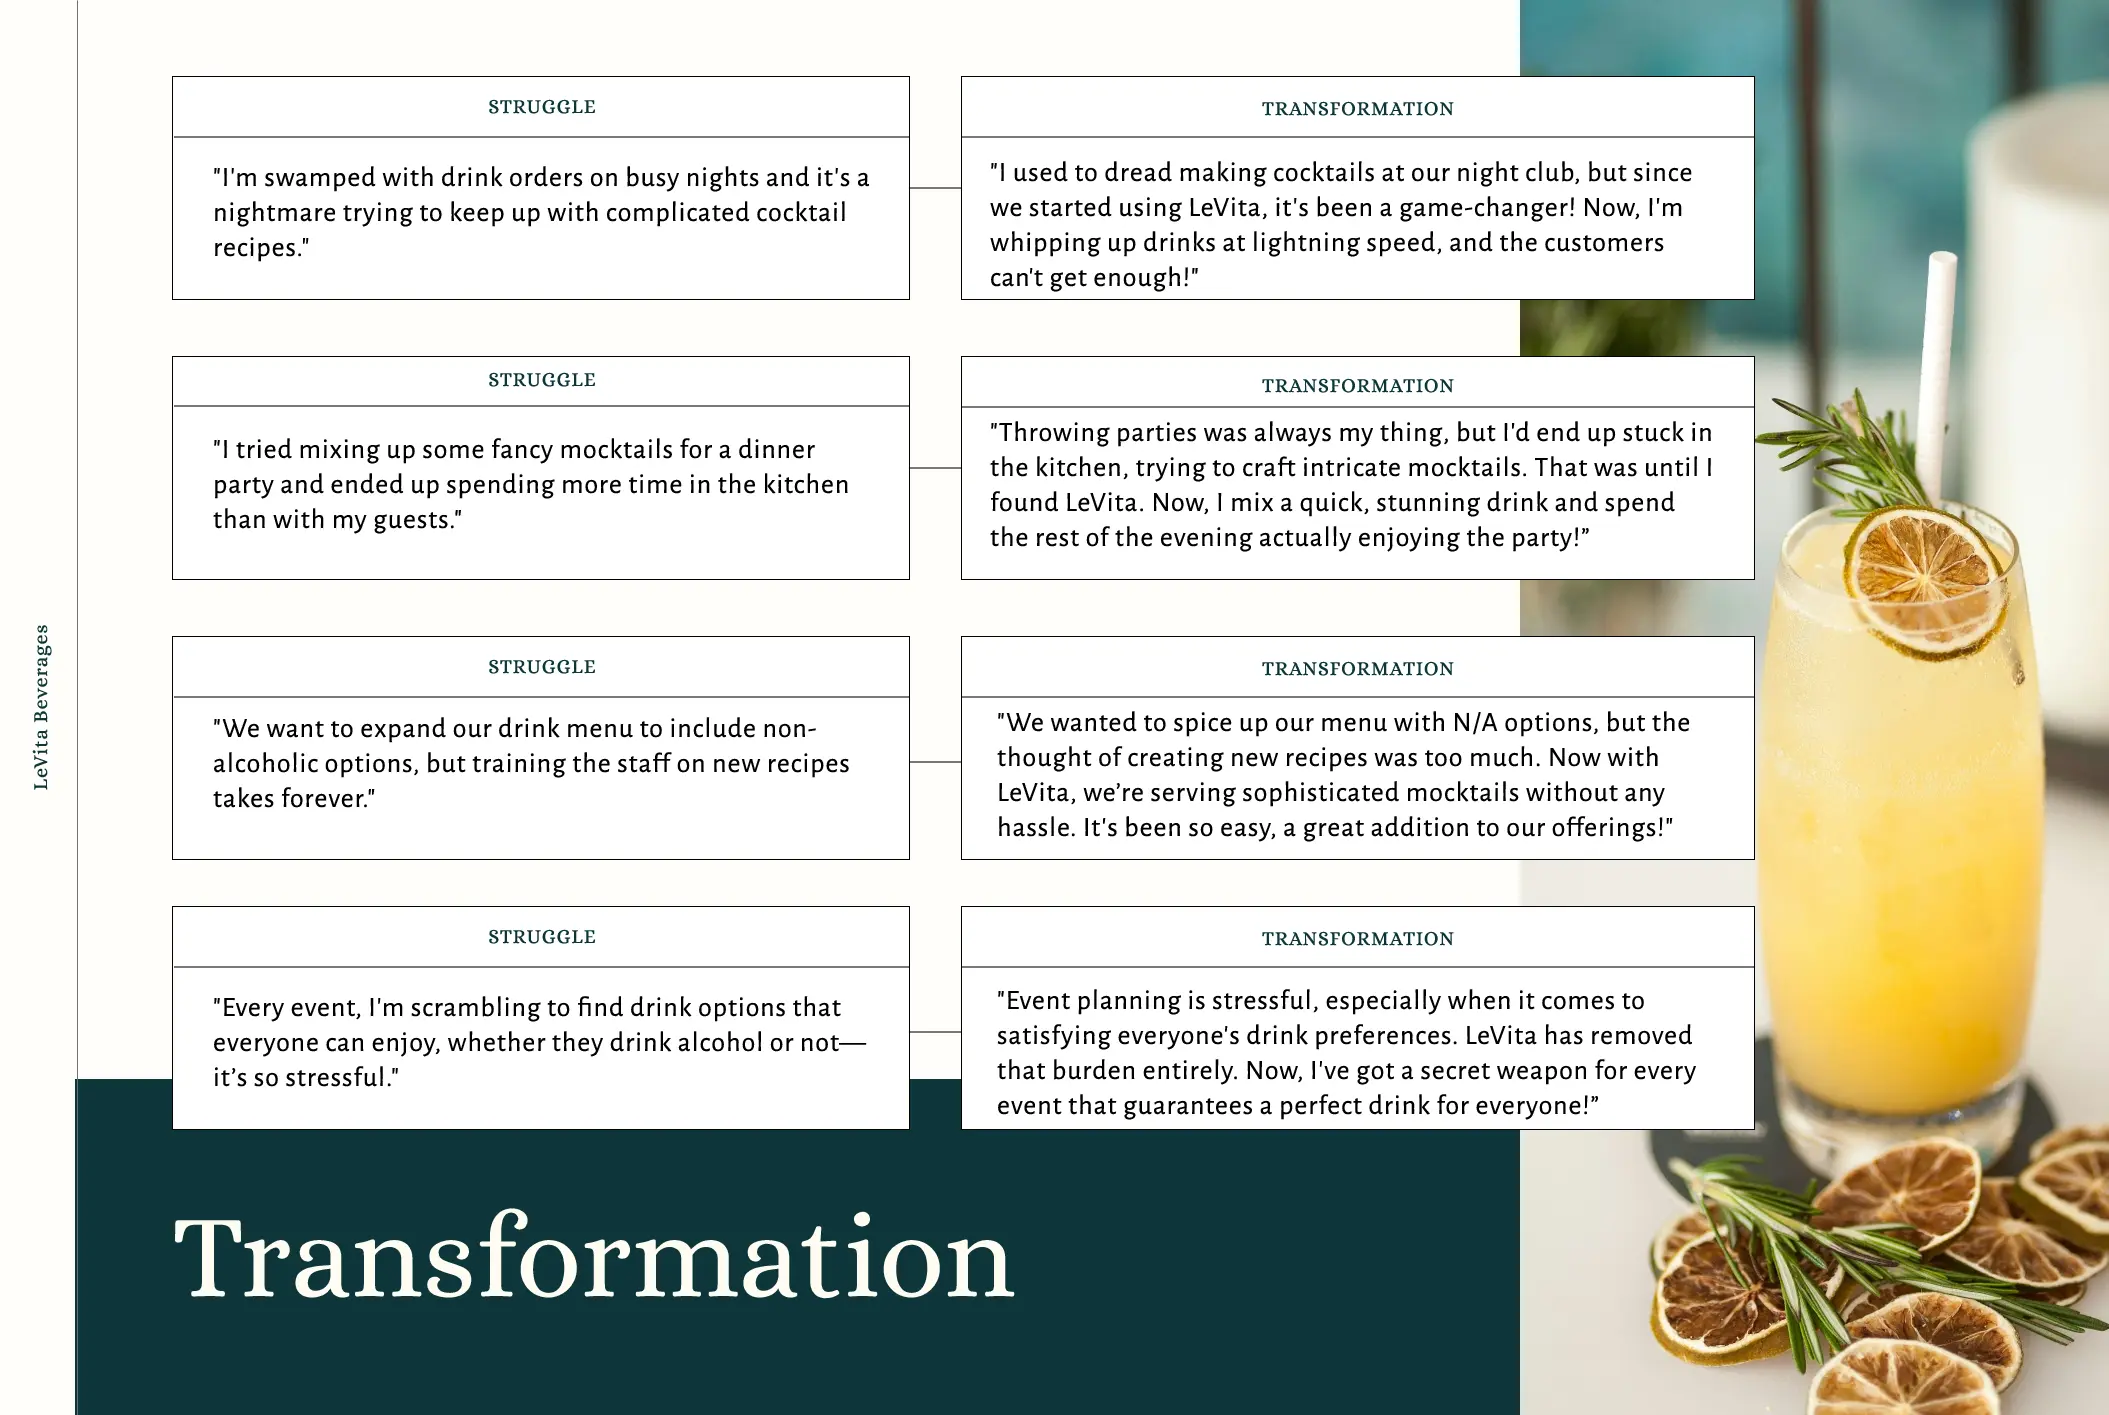 STRUGGLE
"I'm swamped with drink orders on busy nights and it's a
nightmare trying to keep up with complicated cocktail
recipes."
TRANSFORMATION
"I used to dread making cocktails at our night club, but since
we started using LeVita, it's been a game-changer! Now, I'm
whipping up drinks at lightning speed, and the customers
can't get enough!"
STRUGGLE
"I tried mixing up some fancy mocktails for a dinner
party and ended up spending more time in the kitchen
than with my guests."
TRANSFORMATION
"Throwing parties was always my thing, but I'd end up stuck in
the kitchen, trying to craft intricate mocktails. That was until I
found LeVita. Now, I mix a quick, stunning drink and spend
the rest of the evening actually enjoying the party!”
STRUGGLE
"We want to expand our drink menu to include non-
alcoholic options, but training the staff on new recipes
takes forever."
TRANSFORMATION
"We wanted to spice up our menu with N/A options, but the
thought of creating new recipes was too much. Now with
LeVita, we’re serving sophisticated mocktails without any
hassle. It's been so easy, a great addition to our offerings!"
STRUGGLE
"Every event, I'm scrambling to find drink options that
everyone can enjoy, whether they drink alcohol or not—
it’s so stressful."
TRANSFORMATION
"Event planning is stressful, especially when it comes to
satisfying everyone's drink preferences. LeVita has removed
that burden entirely. Now, I've got a secret weapon for every
event that guarantees a perfect drink for everyone!”
Transformation
LeVita Beverages